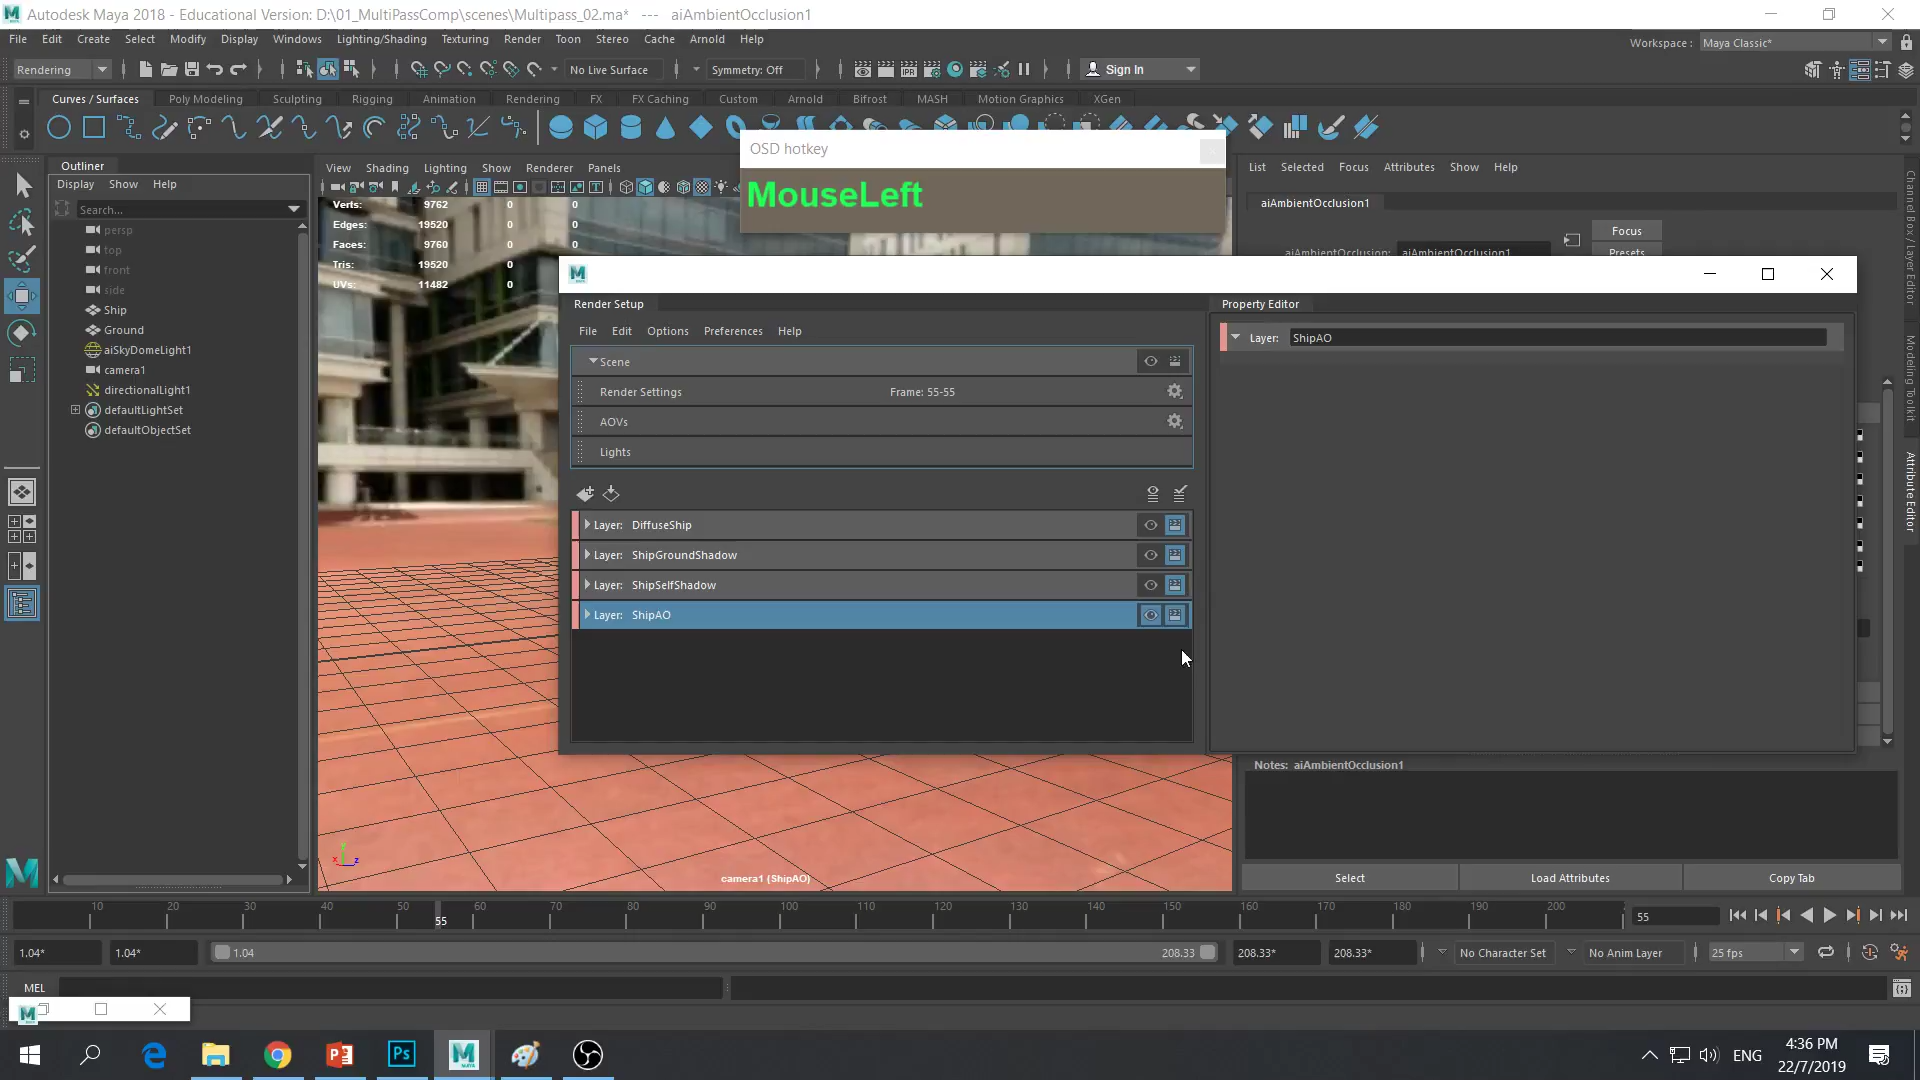 Autodesk Maya 2018 - Educational Version: D:\01_MultiPassComp\scenes\Multipass_02.ma* --- aiAmbientOcclusion1
File Edit Create Select Modify Display Windows Lighting/Shading Texturing Render Toon Stereo Cache Arnold Help
Workspace : Maya Classic*
Rendering No Live Surface Symmetry: Off Sign In
Curves / Surfaces Poly Modeling Sculpting Rigging Animation Rendering FX FX Caching Custom Arnold Bifrost MASH Motion Graphics XGen
OSD hotkey
MouseLeft
Outliner
Display Show Help
Search...
persp
top
front
side
Ship
Ground
aiSkyDomeLight1
camera1
directionalLight1
defaultLightSet
defaultObjectSet
View Shading Lighting Show Renderer Panels
Verts: 9762 0 0
Edges: 19520 0 0
Faces: 9760 0 0
Tris: 19520 0
UVs: 11482 0
List Selected Focus Attributes Show Help
aiAmbientOcclusion1
Focus
aiAmbientOcclusion: aiAmbientOcclusion1
Presets
Render Setup
File Edit Options Preferences Help
Scene
Render Settings Frame: 55-55
AOVs
Lights
Layer: DiffuseShip
Layer: ShipGroundShadow
Layer: ShipSelfShadow
Layer: ShipAO
Property Editor
Layer: ShipAO
Channel Box / Layer Editor
Modeling Toolkit
Attribute Editor
Notes: aiAmbientOcclusion1
Select Load Attributes Copy Tab
camera1 (ShipAO)
10 20 30 40 50 60 70 80 90 100 110 120 130 140 150 160 170 180 190 200
55
55
1.04* 1.04* 1.04 208.33 208.33* 208.33* No Character Set No Anim Layer 25 fps
MEL
ENG
4:36 PM
22/7/2019